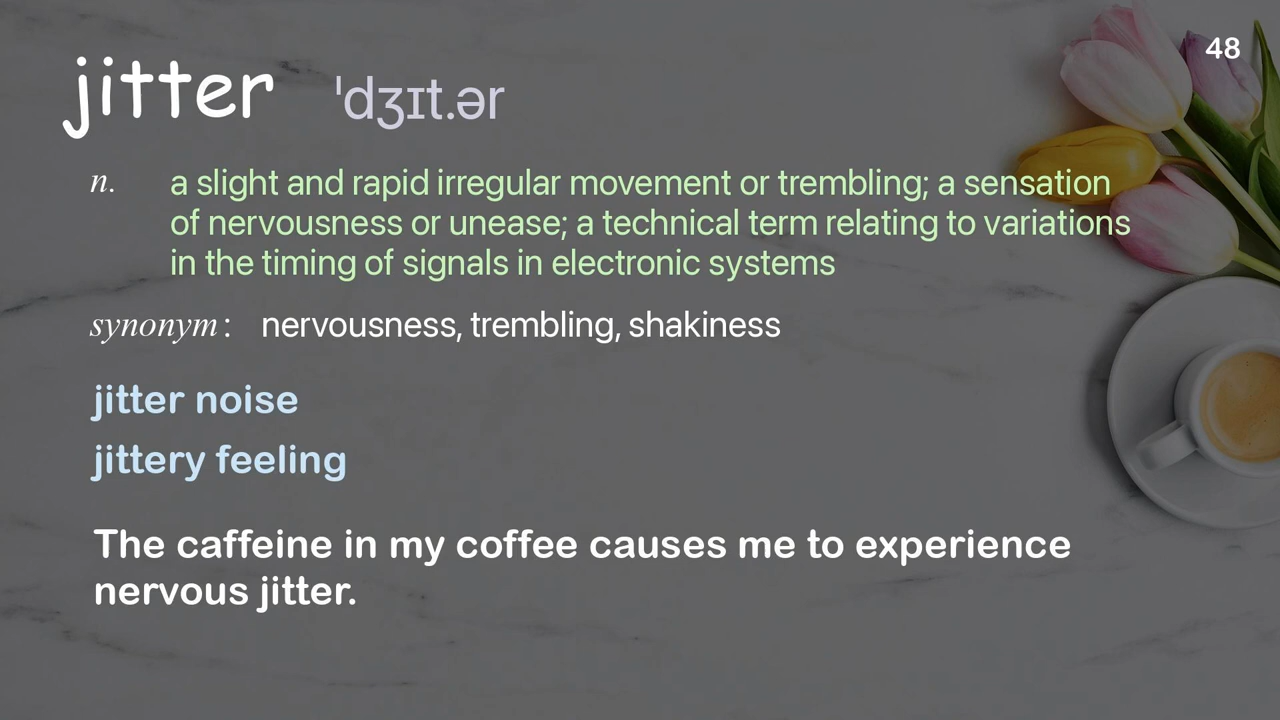 48
jitter ˈdʒɪt.ər
n. a slight and rapid irregular movement or trembling; a sensation
of nervousness or unease; a technical term relating to variations
in the timing of signals in electronic systems
synonym: nervousness, trembling, shakiness
jitter noise
jittery feeling
The caffeine in my coffee causes me to experience
nervous jitter.